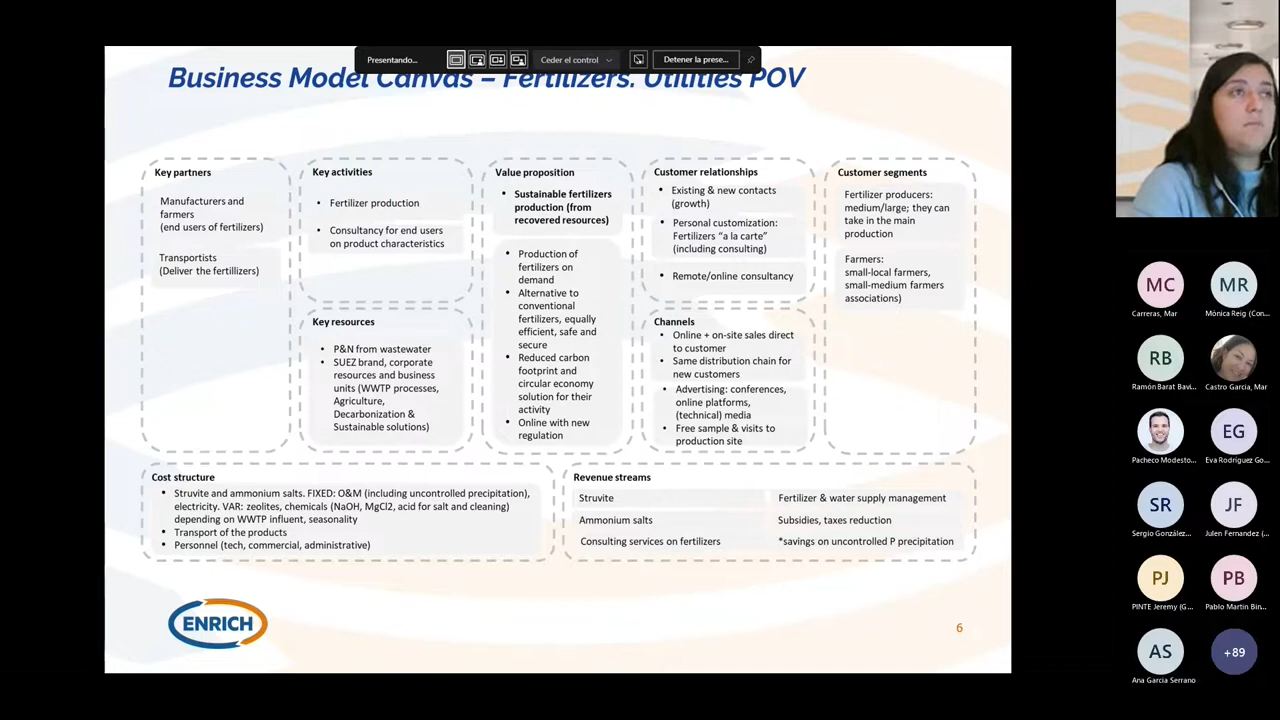 Presentando...
Ceder el control
Detener la prese...
Business Model Canvas – Fertilizers. Utilities POV
Key partners
Manufacturers and
farmers
(end users of fertilizers)
Transportists
(Deliver the fertillizers)
Key activities
• Fertilizer production
• Consultancy for end users
on product characteristics
Key resources
• P&N from wastewater
• SUEZ brand, corporate
resources and business
units (WWTP processes,
Agriculture,
Decarbonization &
Sustainable solutions)
Value proposition
• Sustainable fertilizers
production (from
recovered resources)
• Production of
fertilizers on
demand
• Alternative to
conventional
fertilizers, equally
efficient, safe and
secure
• Reduced carbon
footprint and
circular economy
solution for their
activity
• Online with new
regulation
Customer relationships
• Existing & new contacts
(growth)
• Personal customization:
Fertilizers “a la carte”
(including consulting)
• Remote/online consultancy
Channels
• Online + on-site sales direct
to customer
• Same distribution chain for
new customers
• Advertising: conferences,
online platforms,
(technical) media
• Free sample & visits to
production site
Customer segments
Fertilizer producers:
medium/large; they can
take in the main
production
Farmers:
small-local farmers,
small-medium farmers
associations)
Cost structure
• Struvite and ammonium salts. FIXED: O&M (including uncontrolled precipitation),
electricity. VAR: zeolites, chemicals (NaOH, MgCl2, acid for salt and cleaning)
depending on WWTP influent, seasonality
• Transport of the products
• Personnel (tech, commercial, administrative)
Revenue streams
Struvite
Fertilizer & water supply management
Ammonium salts
Subsidies, taxes reduction
Consulting services on fertilizers
*savings on uncontrolled P precipitation
ENRICH
6
MC
MR
Carreras, Mar
Mònica Reig (Con...
RB
Ramón Barat Bavi...
Castro Garcia, Mar
EG
Pacheco Modesto...
Eva Rodriguez Go...
SR
JF
Sergio González...
Julen Fernandez (...
PJ
PB
PINTE Jeremy (G...
Pablo Martin Bin...
AS
+89
Ana Garcia Serrano